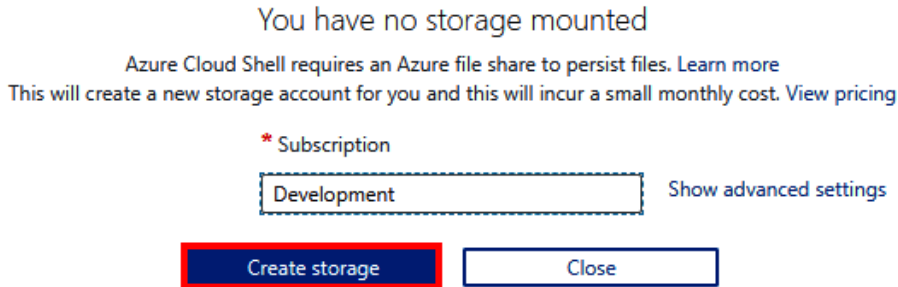 You have no storage mounted
Azure Cloud Shell requires an Azure file share to persist files. Learn more
This will create a new storage account for you and this will incur a small monthly cost. View pricing
* Subscription
Development
Show advanced settings
Create storage
Close